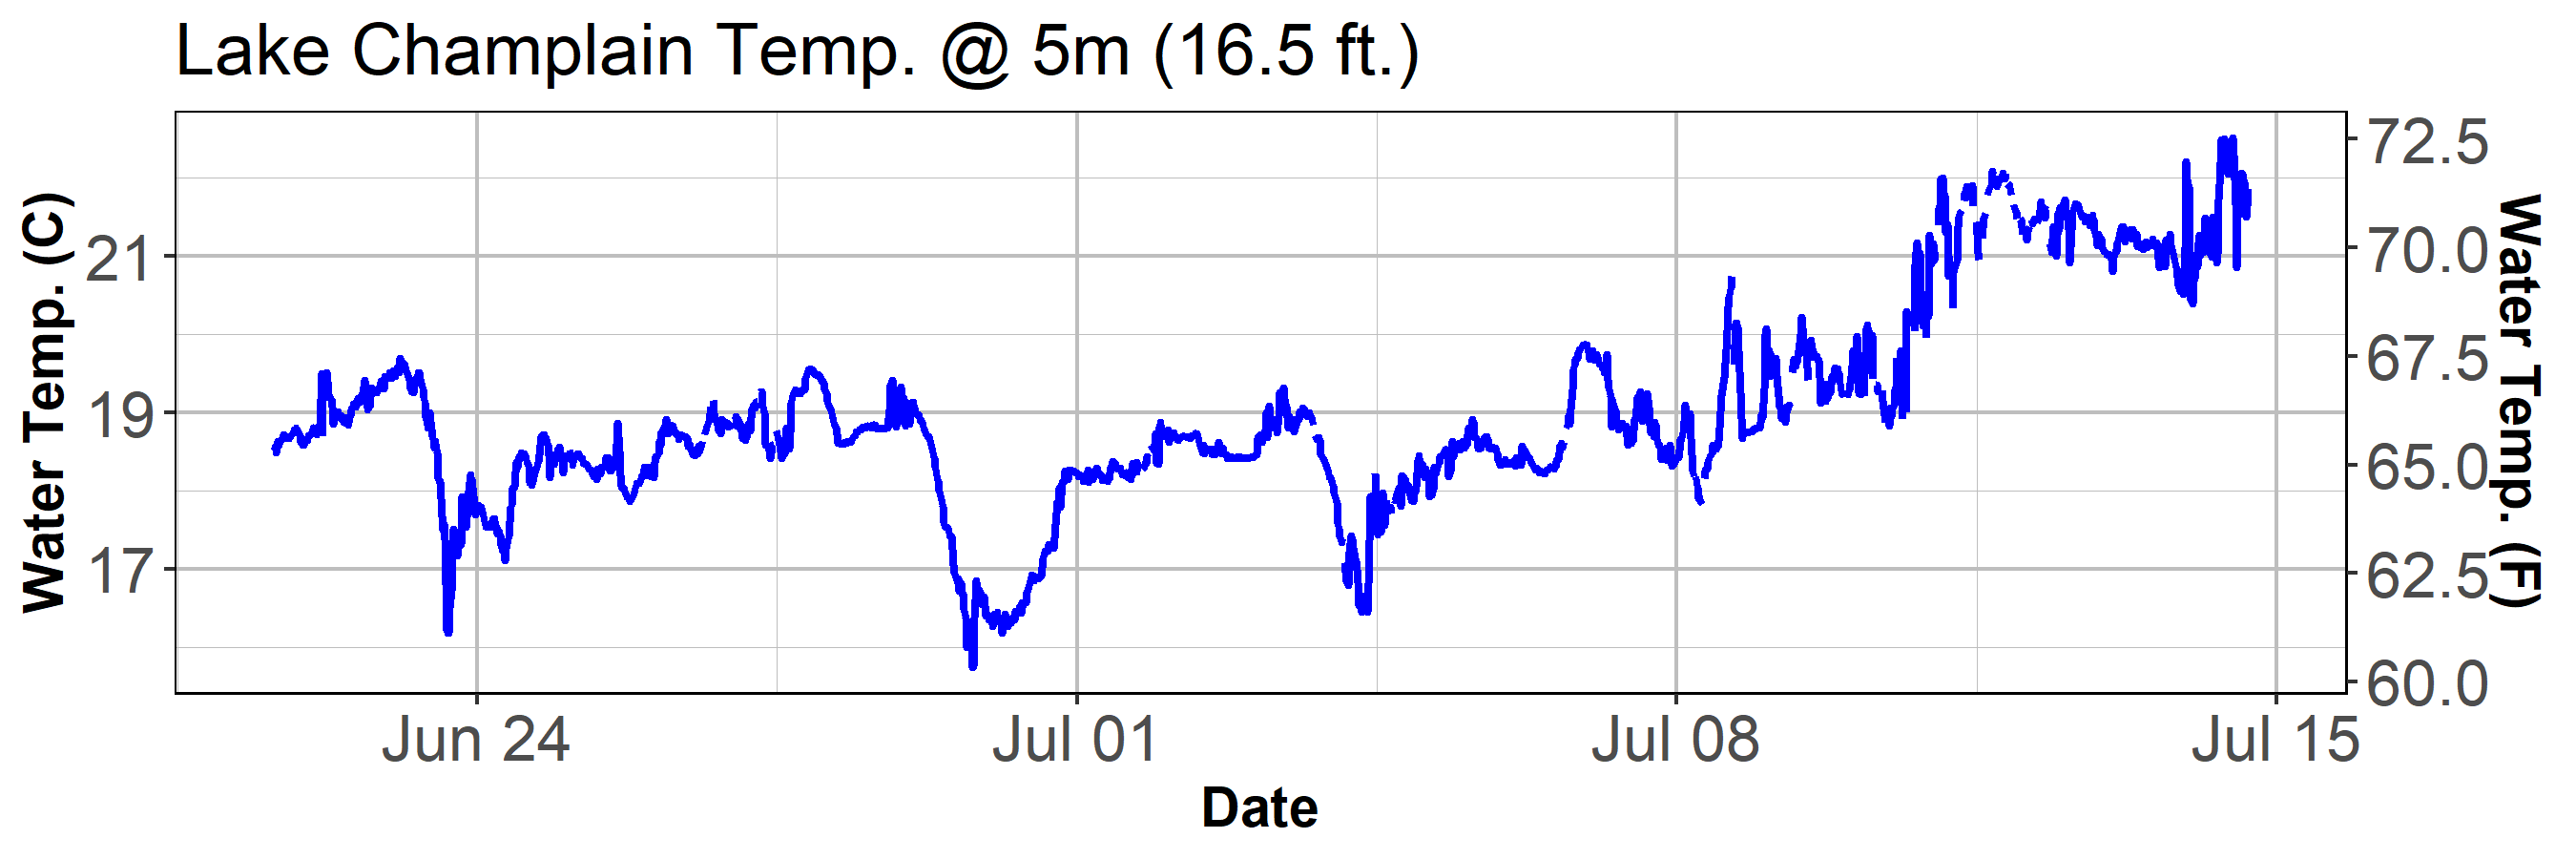 Lake Champlain Temp. @ 5m (16.5 ft.)
Water Temp. (C)
21
19
17
72.5
70.0
67.5
65.0
62.5
60.0
Water Temp. (F)
Jun 24
Jul 01
Jul 08
Jul 15
Date